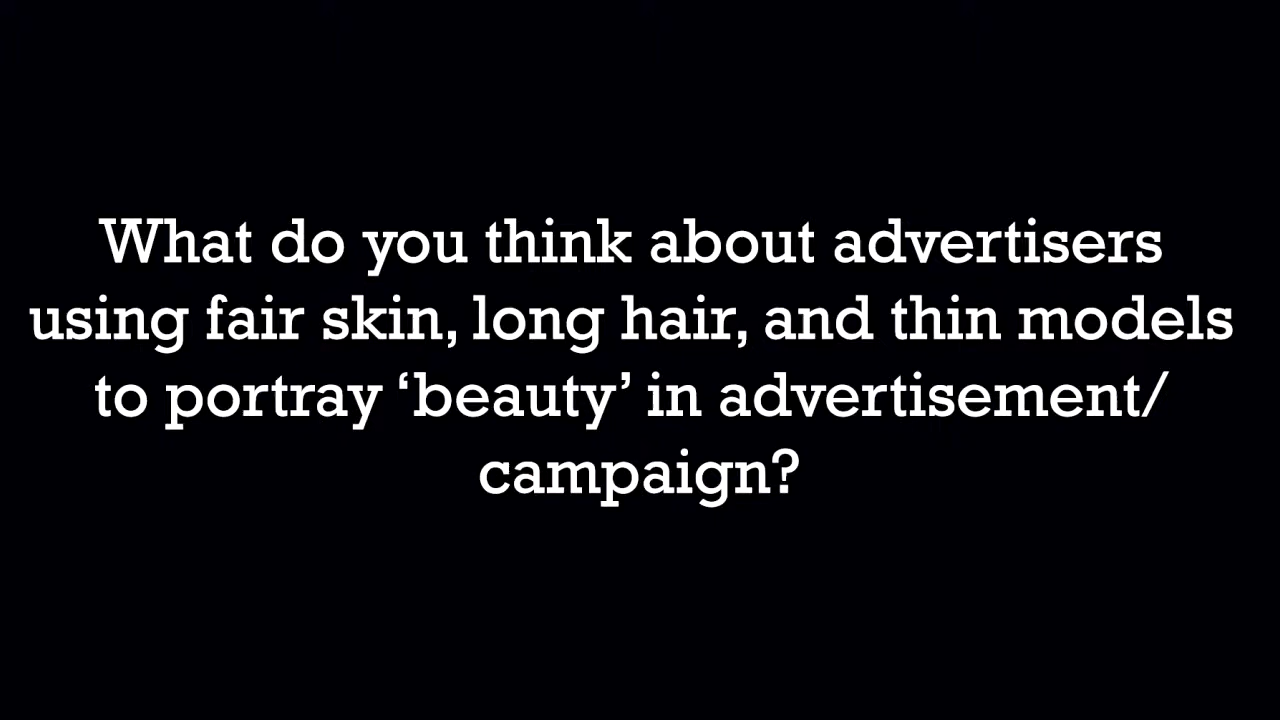 What do you think about advertisers
using fair skin, long hair, and thin models
to portray ‘beauty’ in advertisement/
campaign?